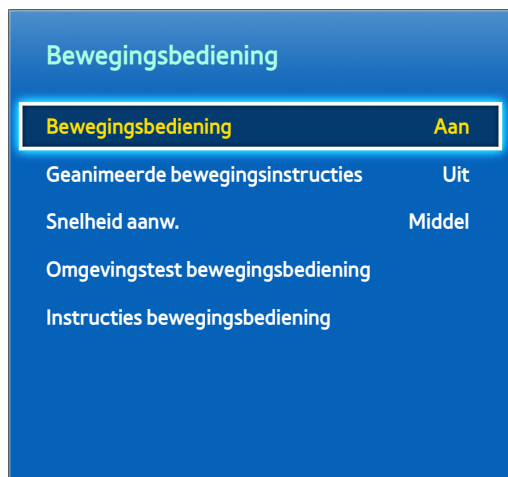 Bewegingsbediening
Bewegingsbediening Aan
Geanimeerde bewegingsinstructies Uit
Snelheid aanw. Middel
Omgevingstest bewegingsbediening
Instructies bewegingsbediening